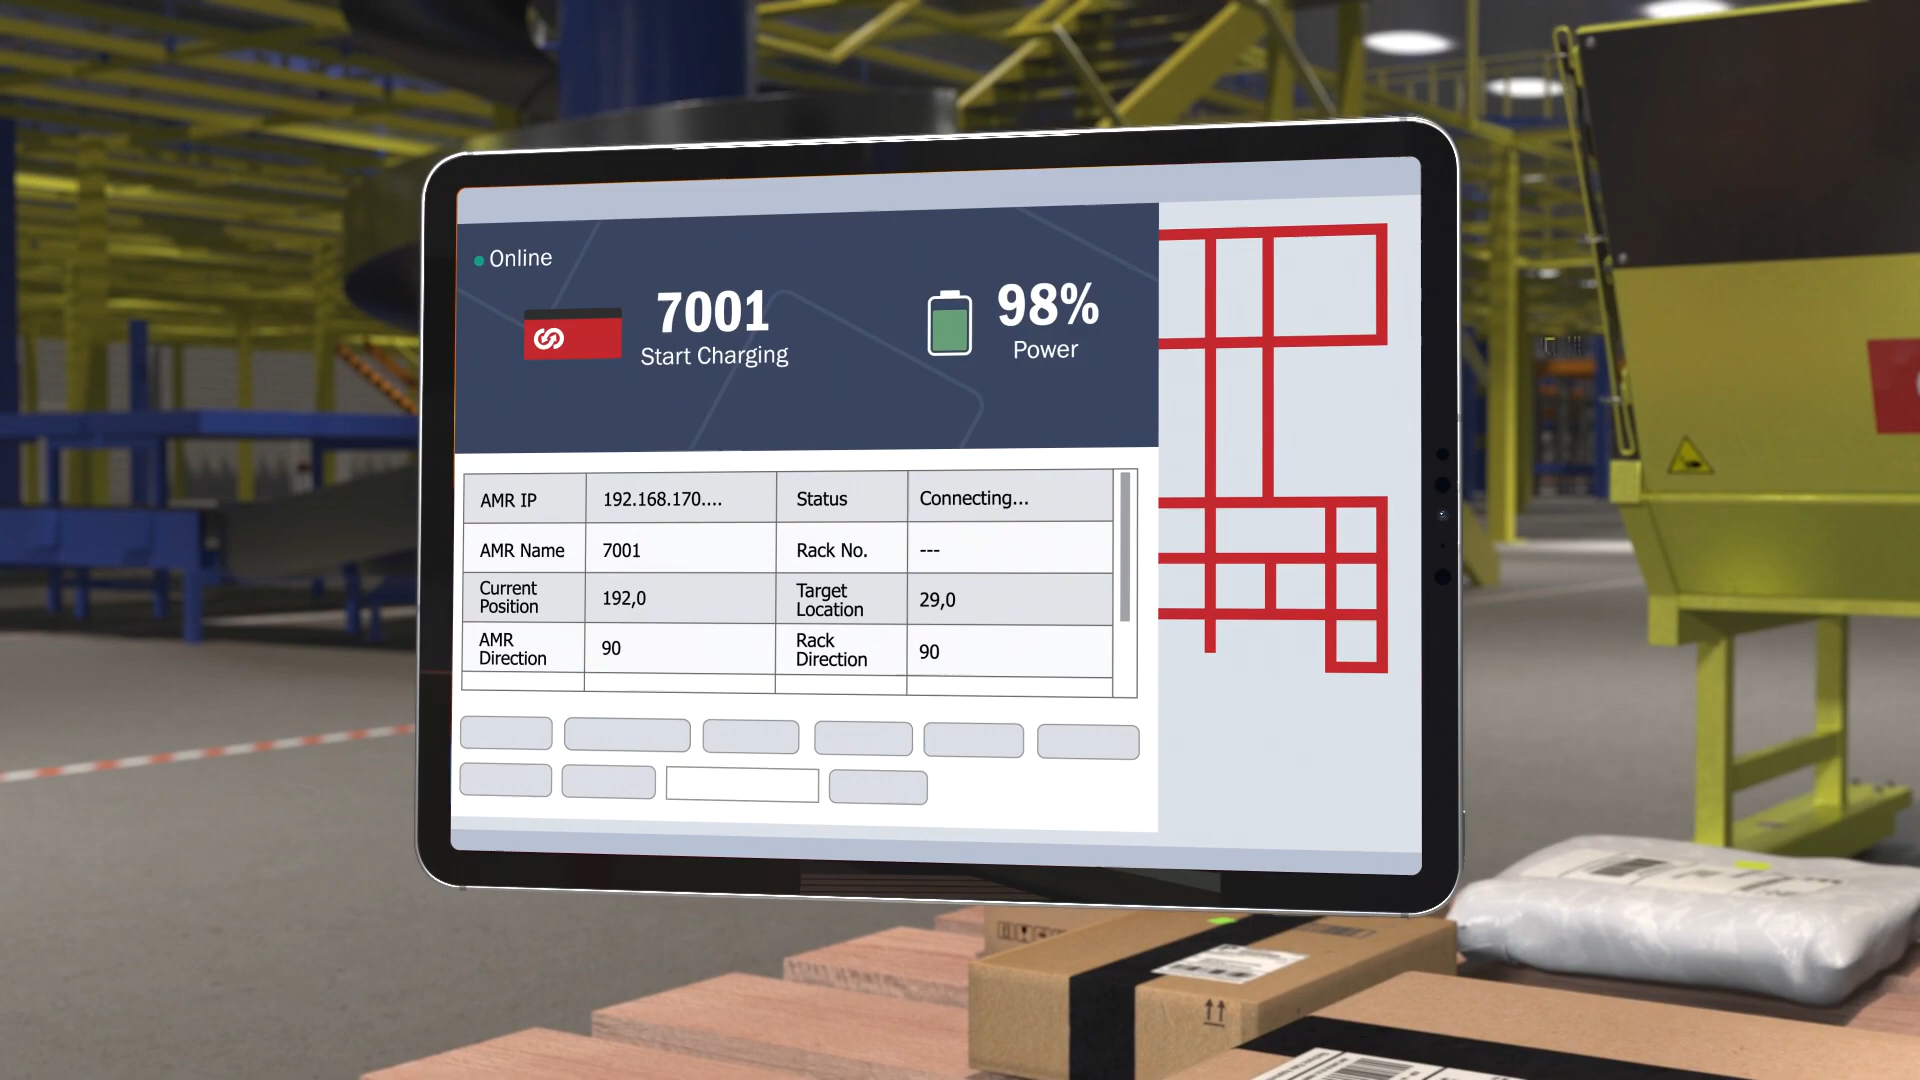 Online
7001
Start Charging
98%
Power
AMR IP 192.168.170.... Status Connecting...
AMR Name 7001 Rack No. ---
Current Position 192,0 Target Location 29,0
AMR Direction 90 Rack Direction 90